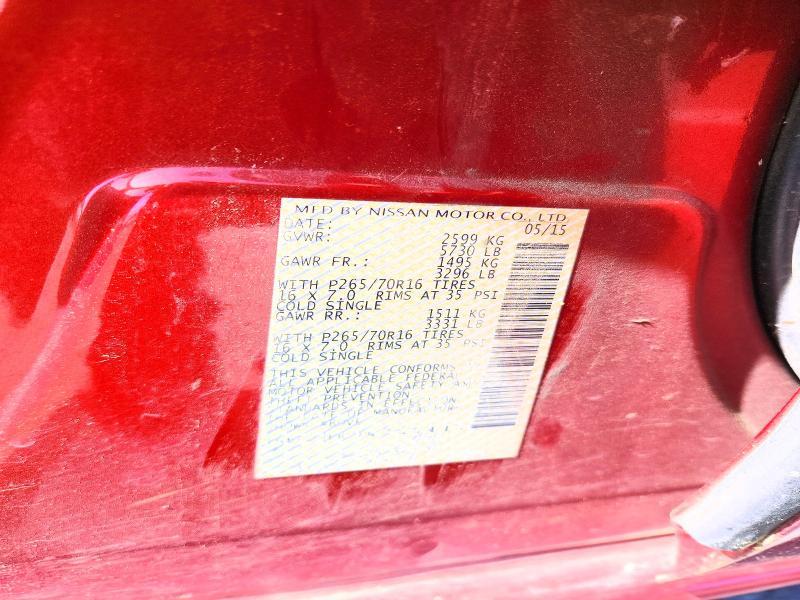 MFD BY NISSAN MOTOR CO., LTD
DATE: 05/15
GVWR: 2599 KG
5730 LB
GAWR FR.: 1495 KG
3296 LB
WITH P265/70R16 TIRES
16 X 7.0 RIMS AT 35 PSI
COLD SINGLE
GAWR RR.: 1511 KG
3331 LB
WITH P265/70R16 TIRES
16 X 7.0 RIMS AT 35 PSI
COLD SINGLE
THIS VEHICLE CONFORMS
ALL APPLICABLE FEDERA
MOTOR VEHICLE SAFETY AN
THEFT PREVENTION
STANDARDS IN EFFECT ON